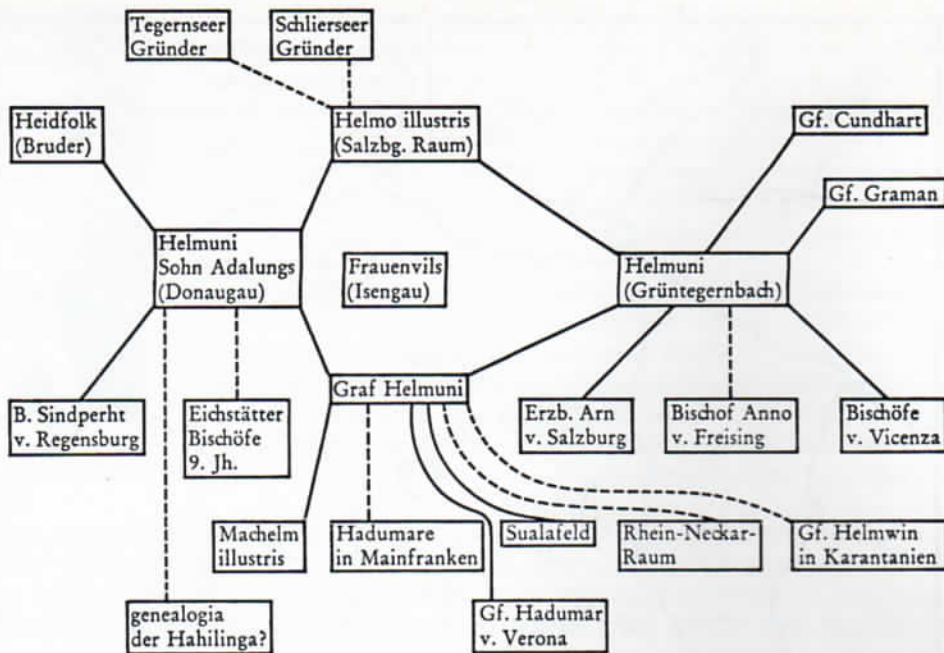 Tegernseer
Gründer
Schlierseer
Gründer
Heidfolk
(Bruder)
Helmo illustris
(Salzbg. Raum)
Gf. Cundhart
Gf. Graman
Helmuni
Sohn Adalungs
(Donaugau)
Frauenvils
(Isengau)
Helmuni
(Grüntegernbach)
Graf Helmuni
B. Sindperht
v. Regensburg
Eichstätter
Bischöfe
9. Jh.
Erzb. Arn
v. Salzburg
Bischof Anno
v. Freising
Bischöfe
v. Vicenza
Machelm
illustris
Hadumare
in Mainfranken
Sualafeld
Rhein-Neckar-
Raum
Gf. Helmwin
in Karantanien
genealogia
der Hahilinga?
Gf. Hadumar
v. Verona